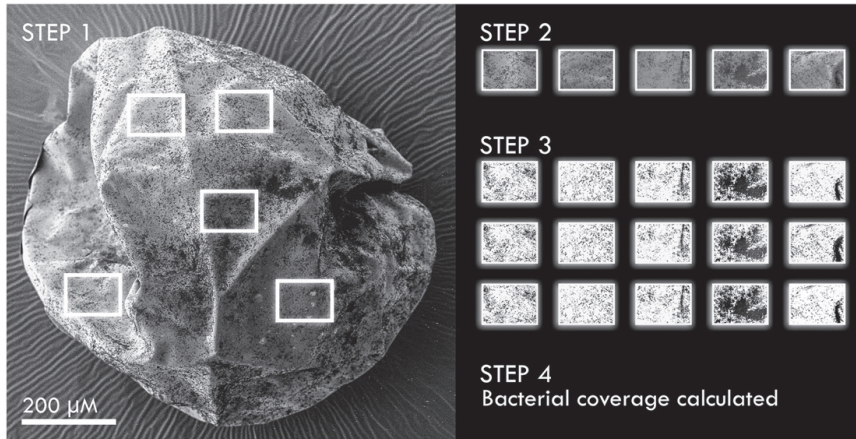 STEP 1
200 µM
STEP 2
STEP 3
STEP 4
Bacterial coverage calculated